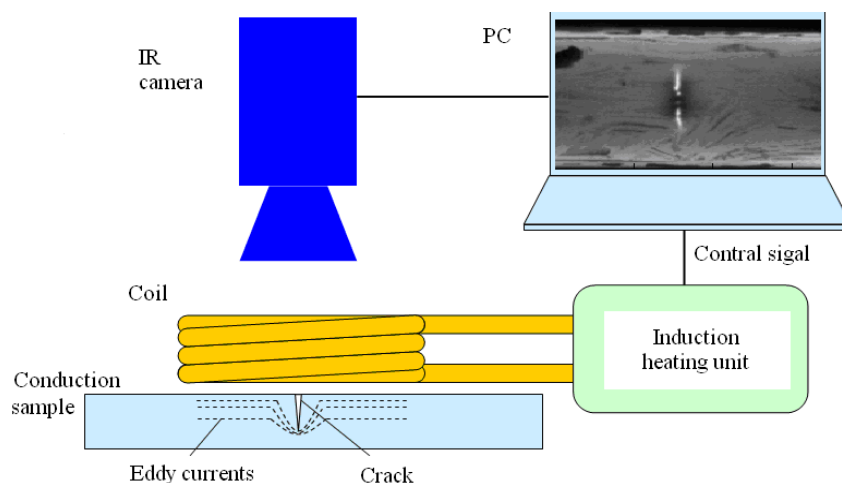 IR
camera
PC
Contral sigal
Coil
Induction
heating unit
Conduction
sample
Eddy currents
Crack